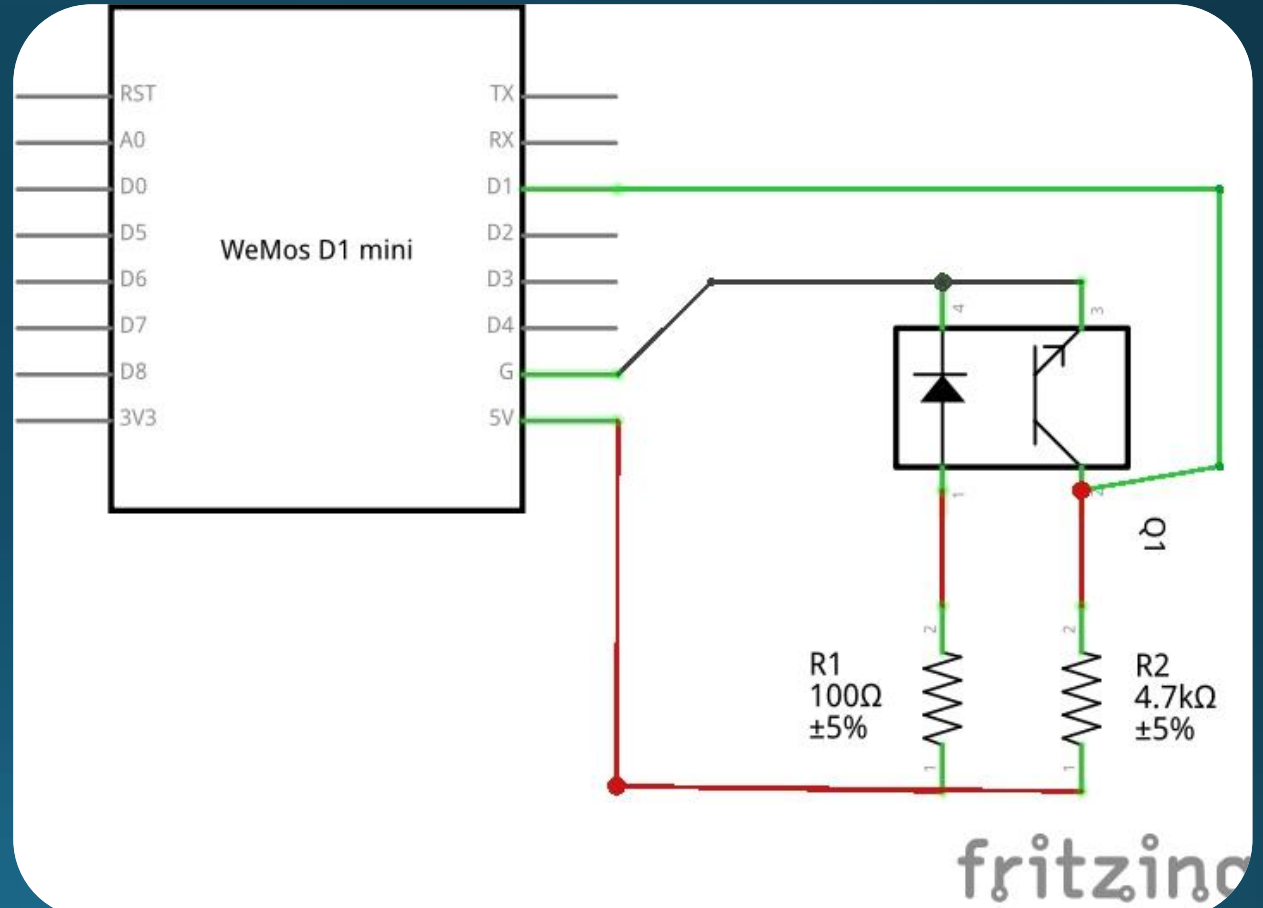 RST
A0
D0
D5
D6
D7
D8
3V3
WeMos D1 mini
TX
RX
D1
D2
D3
D4
G
5V
4
3
1
Q1
2
2
R1
100Ω
±5%
R2
4.7kΩ
±5%
1
1
fritzing